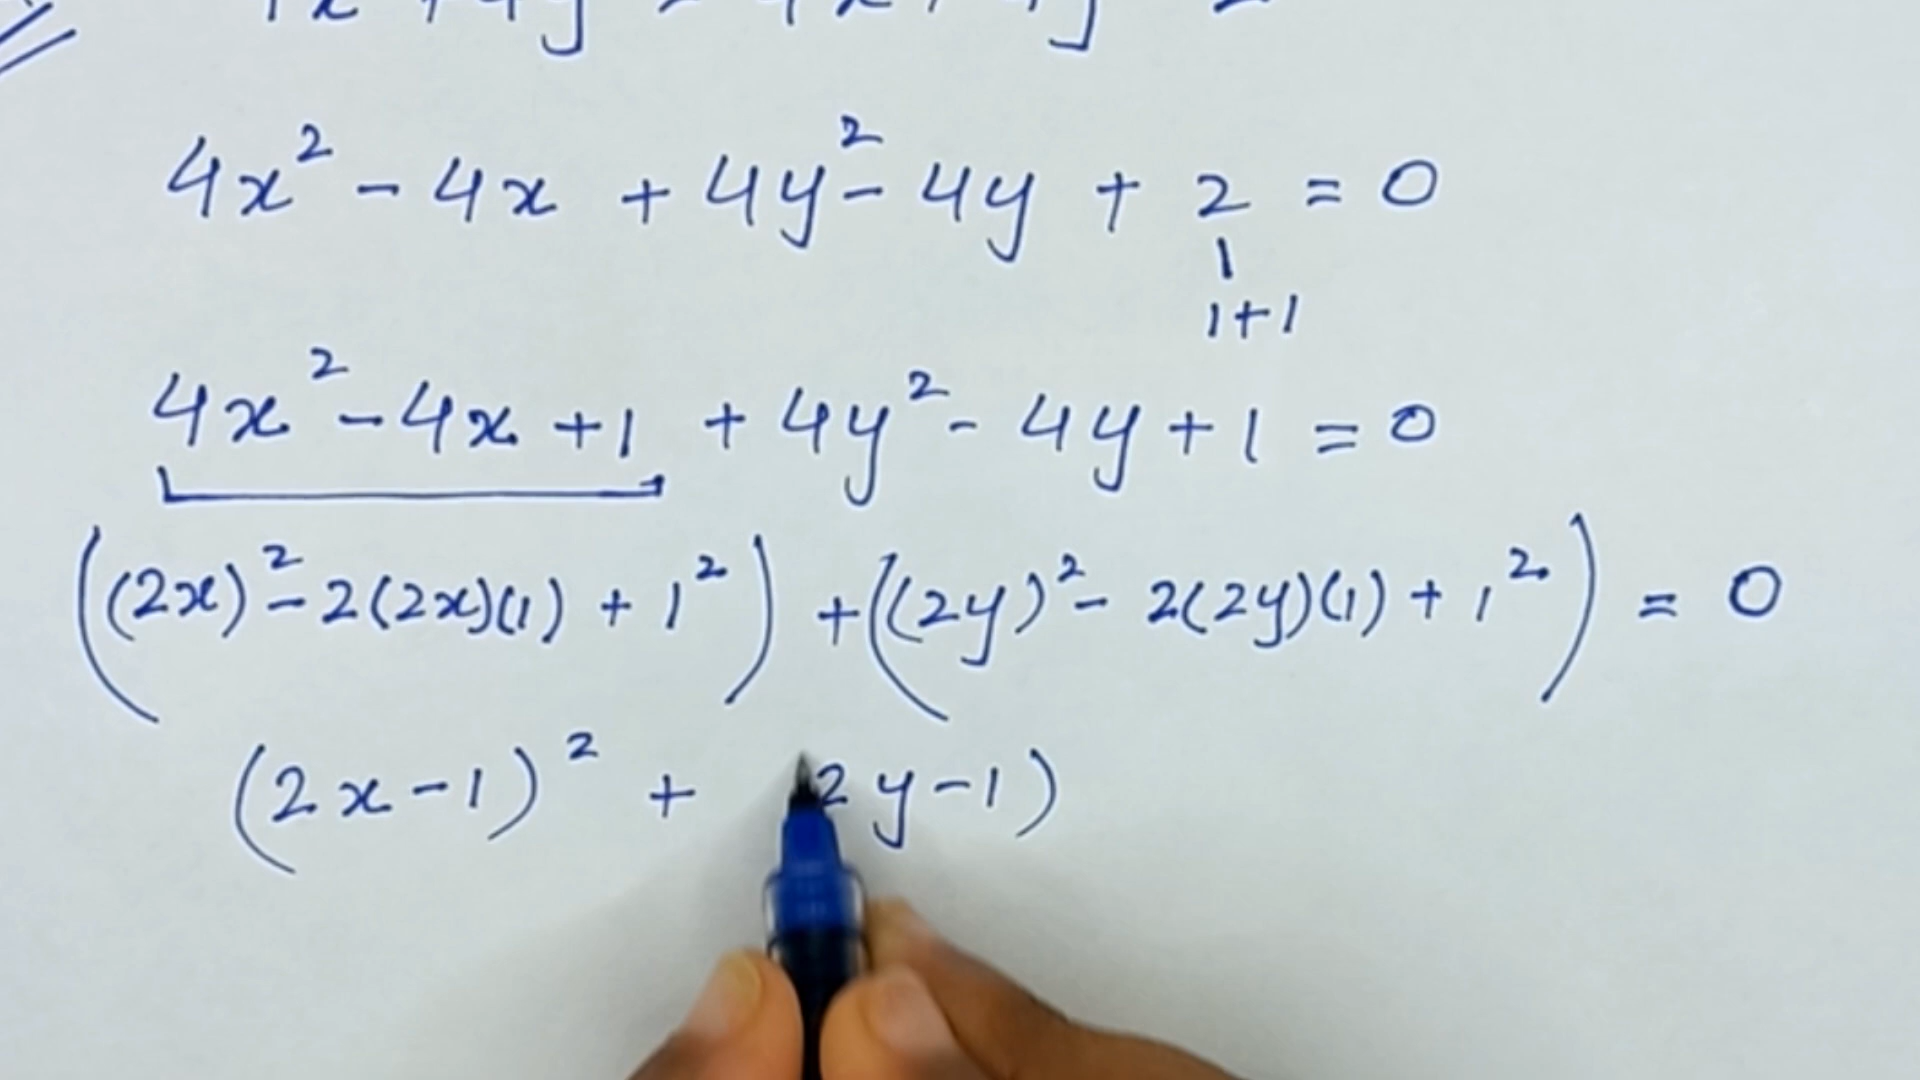 4x² - 4x + 4y² - 4y + 2 = 0
1+1
4x² - 4x + 1 + 4y² - 4y + 1 = 0
((2x)² - 2(2x)(1) + 1²) + ((2y)² - 2(2y)(1) + 1²) = 0
(2x-1)² + 2y-1)